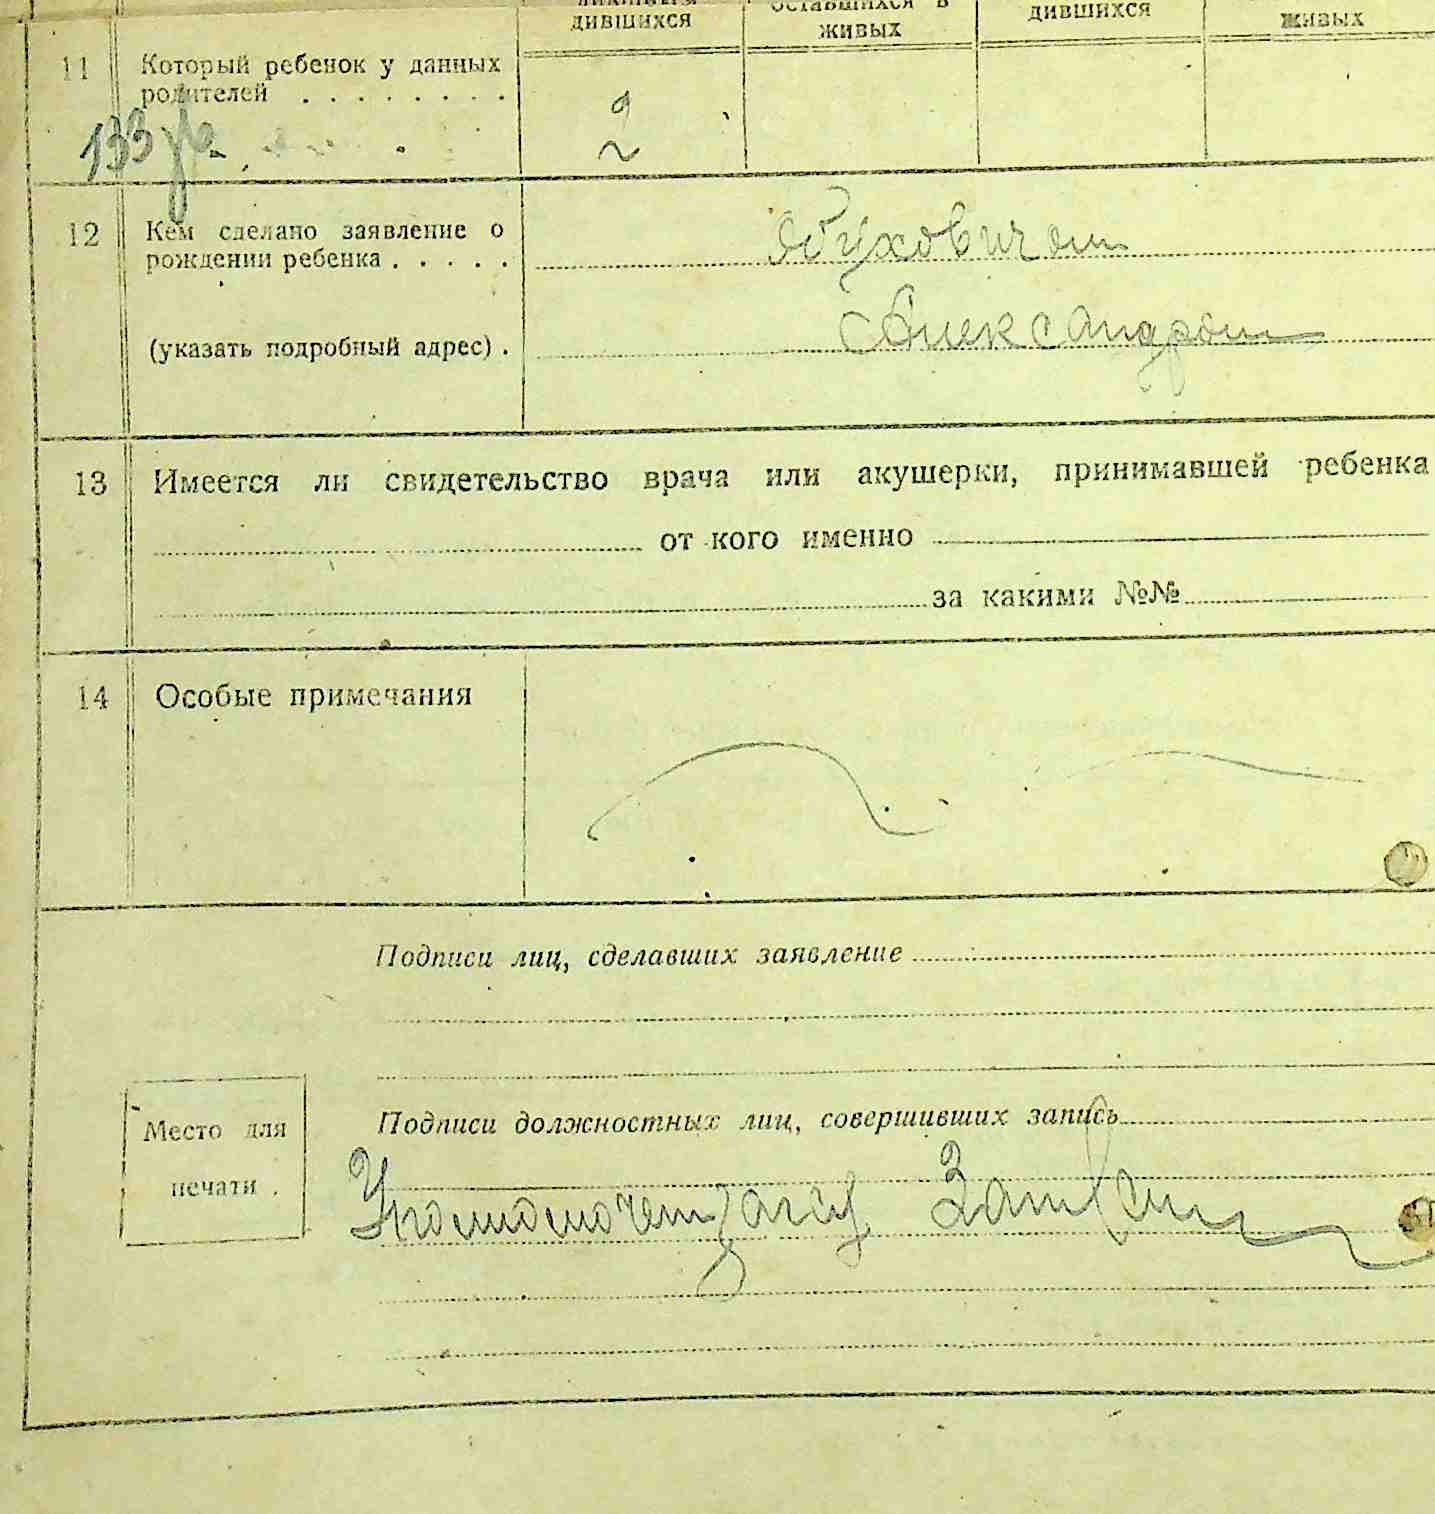 дившихся оставшихся в живых дившихся живых
11 Который ребенок у данных
родителей . . . . . . . .
2
133
12 Кем сделано заявление о
рождении ребенка . . . . .
(указать подробный адрес) .
Александром
13 Имеется ли свидетельство врача или акушерки, принимавшей ребенка
от кого именно
за какими №№
14 Особые примечания
Подписи лиц, сделавших заявление
Подписи должностных лиц, совершивших запись
Место для
печати .